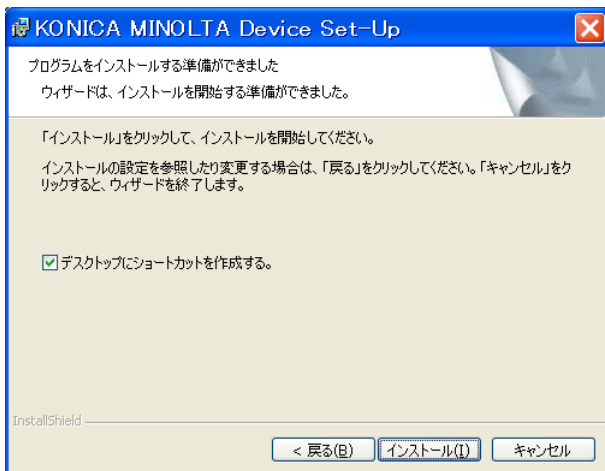 KONICA MINOLTA Device Set-Up
プログラムをインストールする準備ができました
ウィザードは、インストールを開始する準備ができました。
「インストール」をクリックして、インストールを開始してください。
インストールの設定を参照したり変更する場合は、「戻る」をクリックしてください。「キャンセル」をク
リックすると、ウィザードを終了します。
デスクトップにショートカットを作成する。
InstallShield
< 戻る(B)
インストール(I)
キャンセル